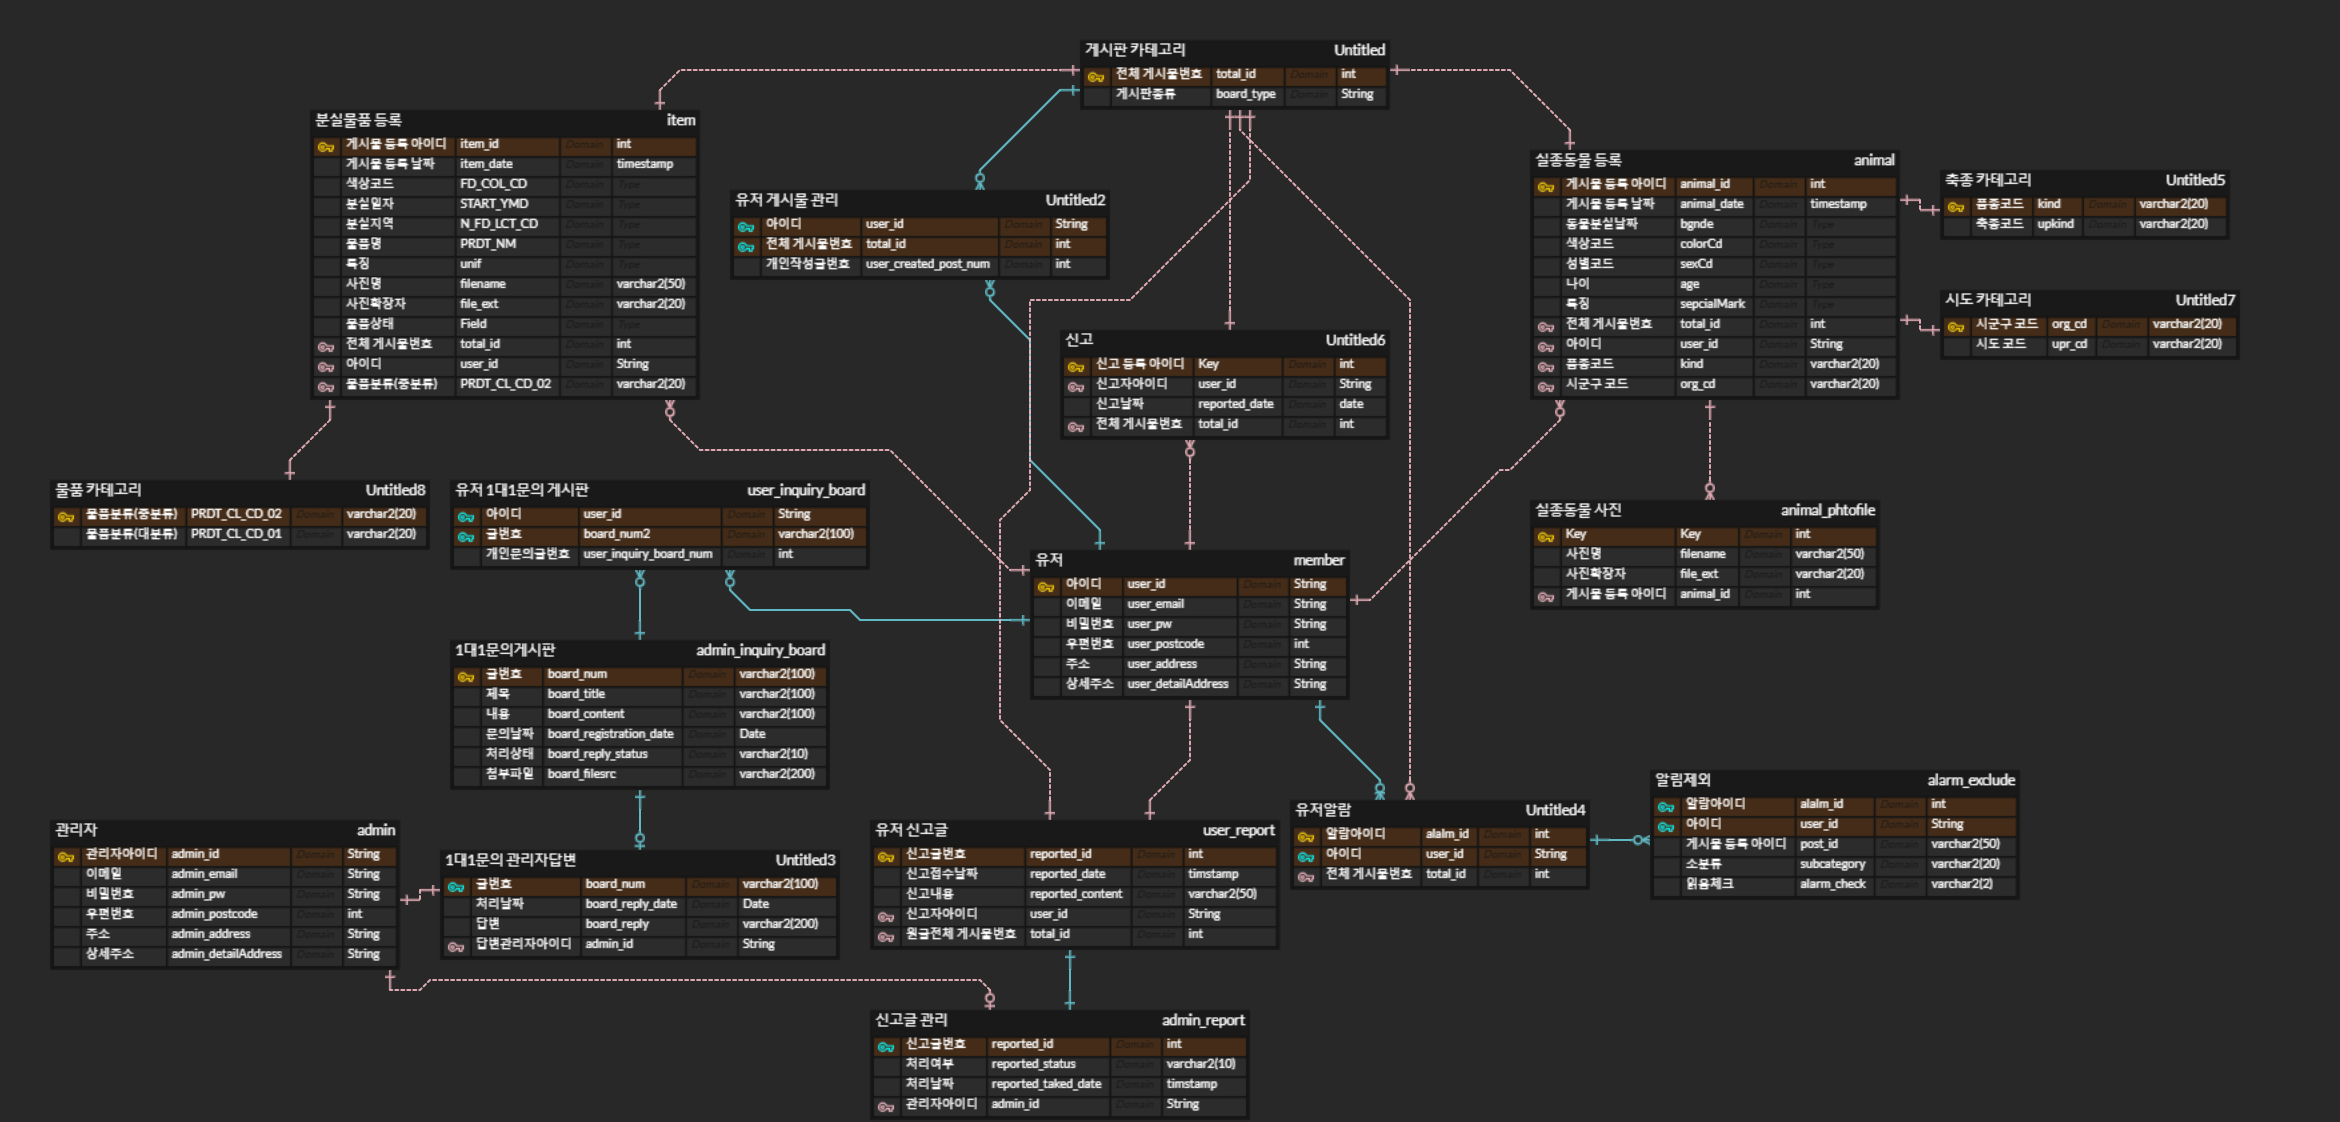 게시판 카테고리 Untitled
전체 게시물번호 total_id Domain int
게시판종류 board_type Domain String
분실물품 등록 item
게시물 등록 아이디 item_id Domain int
게시물 등록 날짜 item_date Domain timestamp
색상코드 FD_COL_CD Domain Type
분실일자 START_YMD Domain Type
분실지역 N_FD_LCT_CD Domain Type
물품명 PRDT_NM Domain Type
특징 unif Domain Type
사진명 filename Domain varchar2(50)
사진확장자 file_ext Domain varchar2(20)
물품상태 Field Domain Type
전체 게시물번호 total_id Domain int
아이디 user_id Domain String
물품분류(중분류) PRDT_CL_CD_02 Domain varchar2(20)
유저 게시물 관리 Untitled2
아이디 user_id Domain String
전체 게시물번호 total_id Domain int
개인작성글번호 user_created_post_num Domain int
실종동물 등록 animal
게시물 등록 아이디 animal_id Domain int
게시물 등록 날짜 animal_date Domain timestamp
동물분실날짜 bgnde Domain Type
색상코드 colorCd Domain Type
성별코드 sexCd Domain Type
나이 age Domain Type
특징 sepcialMark Domain Type
전체 게시물번호 total_id Domain int
아이디 user_id Domain String
품종코드 kind Domain varchar2(20)
시군구 코드 org_cd Domain varchar2(20)
축종 카테고리 Untitled5
품종코드 kind Domain varchar2(20)
축종코드 upkind Domain varchar2(20)
시도 카테고리 Untitled7
시군구 코드 org_cd Domain varchar2(20)
시도 코드 upr_cd Domain varchar2(20)
신고 Untitled6
신고 등록 아이디 Key Domain int
신고자아이디 user_id Domain String
신고날짜 reported_date Domain date
전체 게시물번호 total_id Domain int
물품 카테고리 Untitled8
물품분류(중분류) PRDT_CL_CD_02 Domain varchar2(20)
물품분류(대분류) PRDT_CL_CD_01 Domain varchar2(20)
유저 1대1문의 게시판 user_inquiry_board
아이디 user_id Domain String
글번호 board_num2 Domain varchar2(100)
개인문의글번호 user_inquiry_board_num Domain int
유저 member
아이디 user_id Domain String
이메일 user_email Domain String
비밀번호 user_pw Domain String
우편번호 user_postcode Domain int
주소 user_address Domain String
상세주소 user_detailAddress Domain String
실종동물 사진 animal_phtofile
Key Key Domain int
사진명 filename Domain varchar2(50)
사진확장자 file_ext Domain varchar2(20)
게시물 등록 아이디 animal_id Domain int
1대1문의게시판 admin_inquiry_board
글번호 board_num Domain varchar2(100)
제목 board_title Domain varchar2(100)
내용 board_content Domain varchar2(100)
문의날짜 board_registration_date Domain Date
처리상태 board_reply_status Domain varchar2(10)
첨부파일 board_filesrc Domain varchar2(200)
관리자 admin
관리자아이디 admin_id Domain String
이메일 admin_email Domain String
비밀번호 admin_pw Domain String
우편번호 admin_postcode Domain int
주소 admin_address Domain String
상세주소 admin_detailAddress Domain String
1대1문의 관리자답변 Untitled3
글번호 board_num Domain varchar2(100)
처리날짜 board_reply_date Domain Date
답변 board_reply Domain varchar2(200)
답변관리자아이디 admin_id Domain String
유저 신고글 user_report
신고글번호 reported_id Domain int
신고접수날짜 reported_date Domain timstamp
신고내용 reported_content Domain varchar2(50)
신고자아이디 user_id Domain String
원글전체 게시물번호 total_id Domain int
유저알람 Untitled4
알람아이디 alalm_id Domain int
아이디 user_id Domain String
전체 게시물번호 total_id Domain int
알림제외 alarm_exclude
알람아이디 alalm_id Domain int
아이디 user_id Domain String
게시물 등록 아이디 post_id Domain varchar2(50)
소분류 subcategory Domain varchar2(20)
읽음체크 alarm_check Domain varchar2(2)
신고글 관리 admin_report
신고글번호 reported_id Domain int
처리여부 reported_status Domain varchar2(10)
처리날짜 reported_taked_date Domain timstamp
관리자아이디 admin_id Domain String